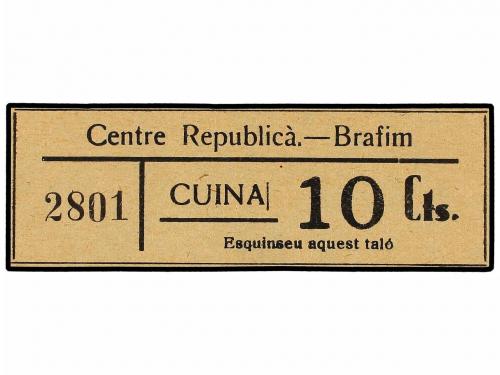 Centre Republicà.—Brafim
2801
CUINA
10 Cts.
Esquinseu aquest taló